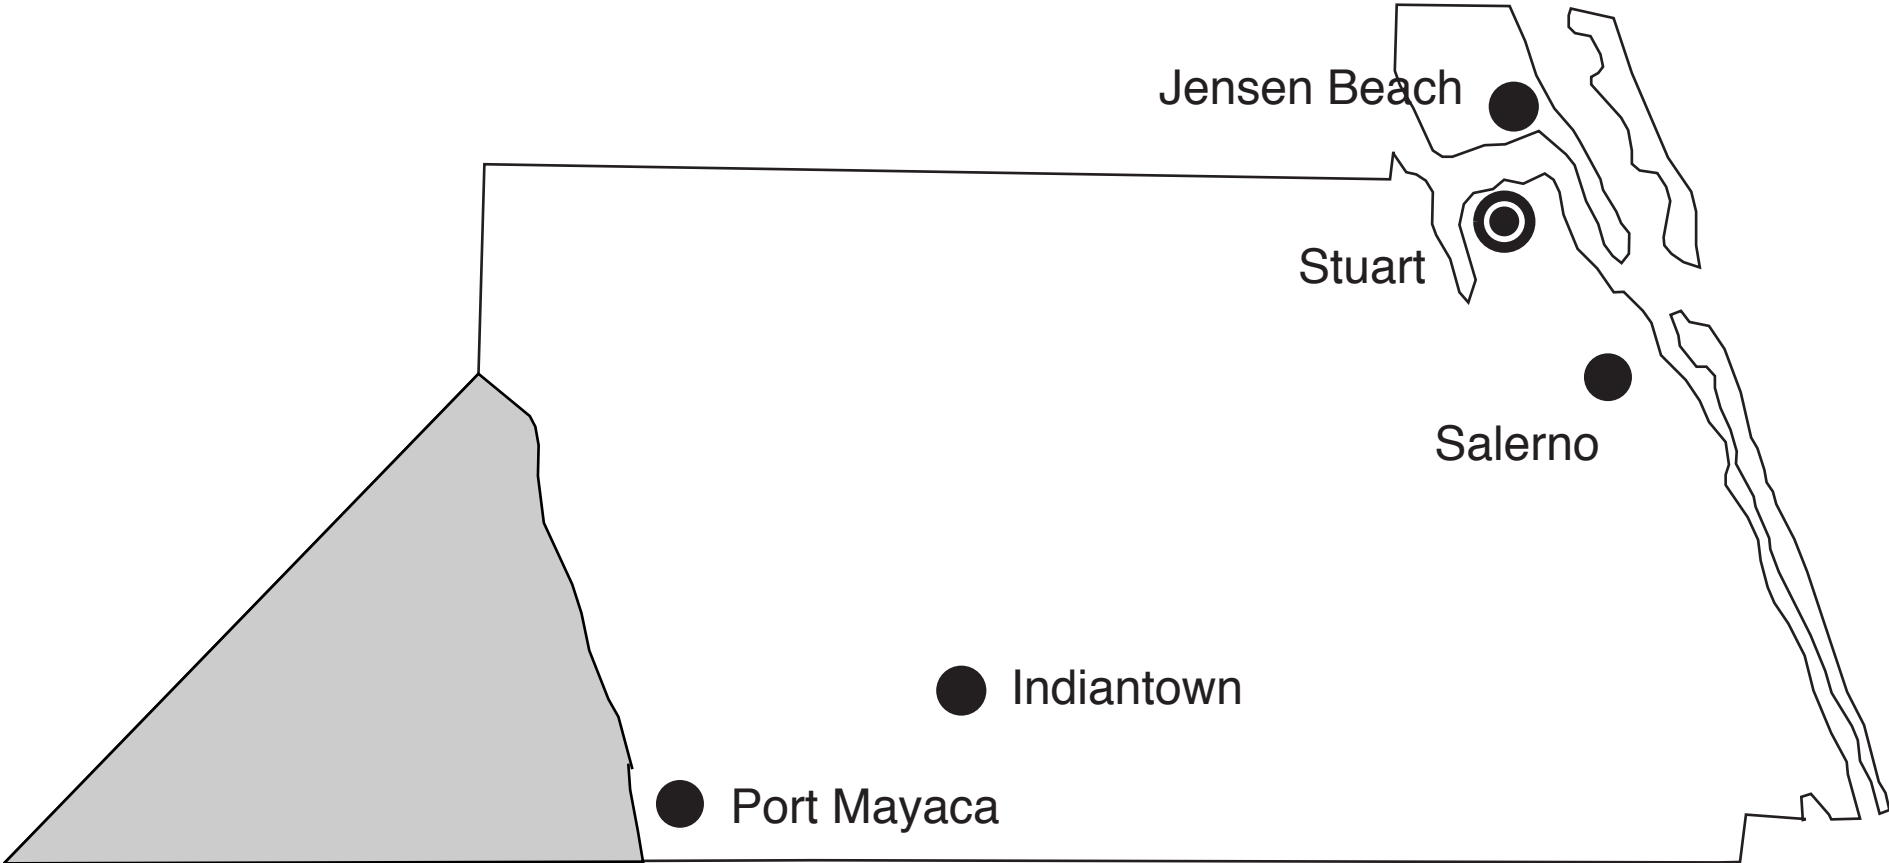 Jensen Beach
Stuart
Salerno
Indiantown
Port Mayaca